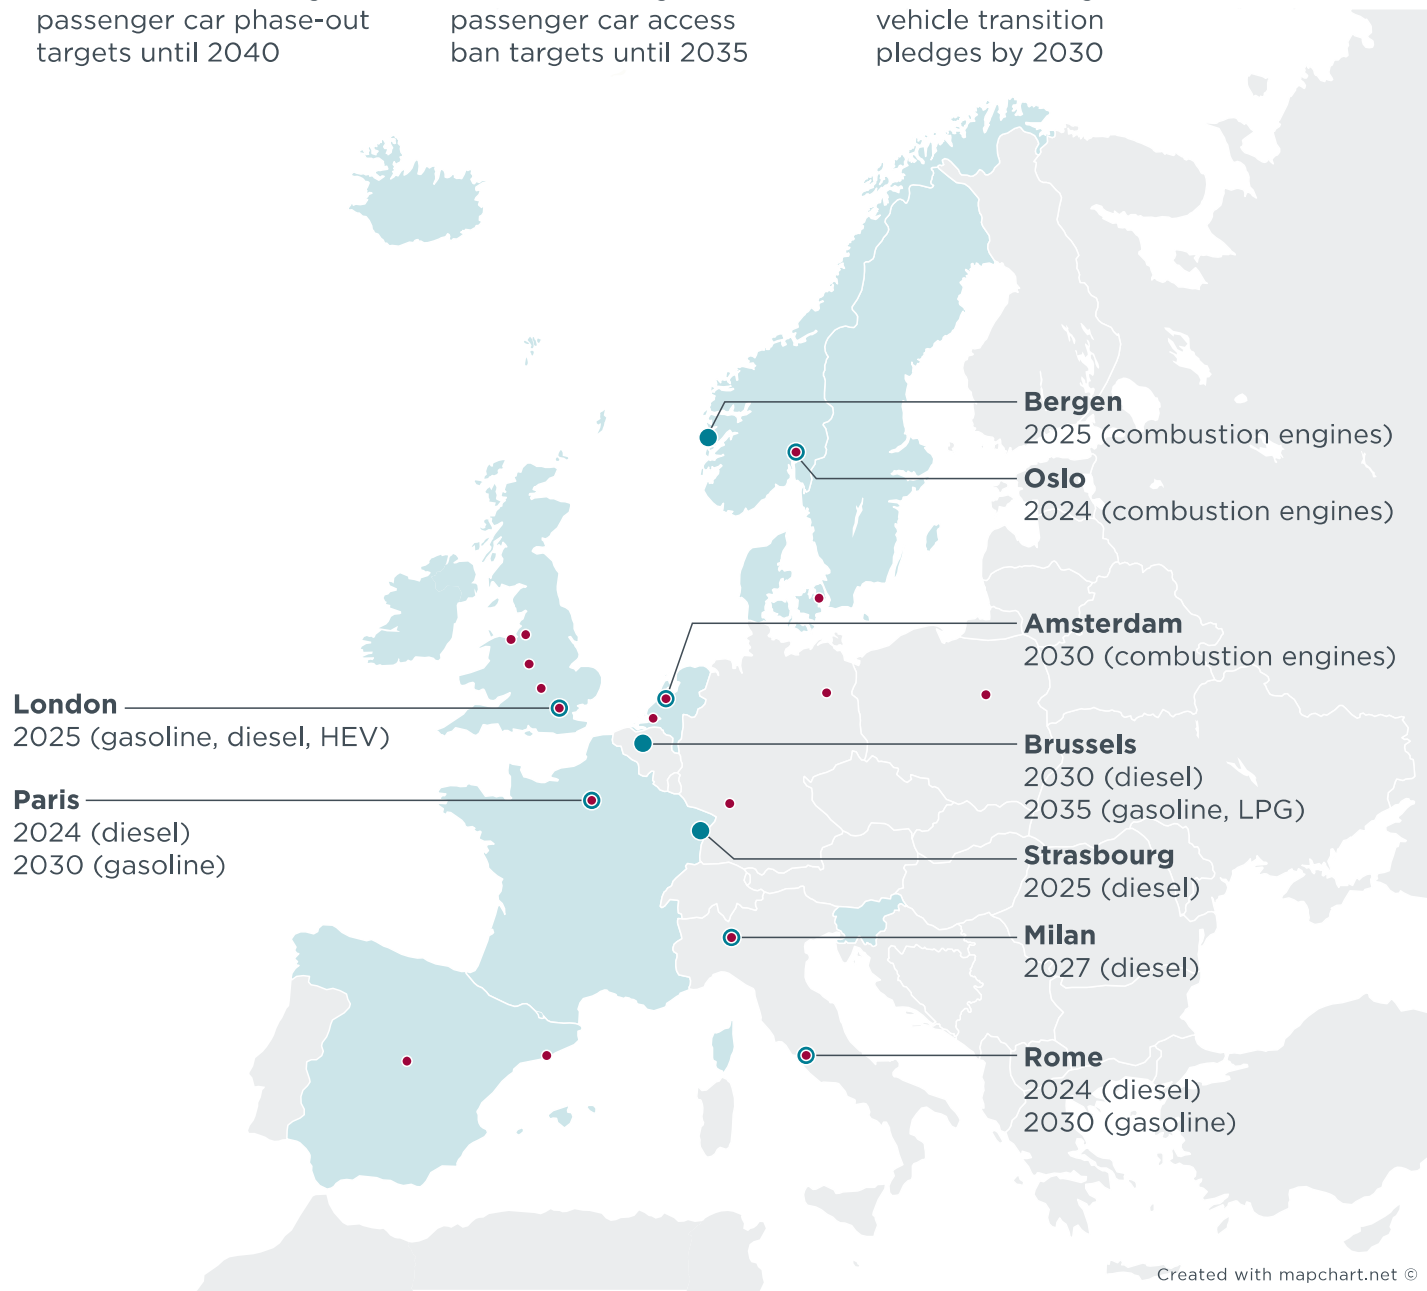 passenger car phase-out
targets until 2040
passenger car access
ban targets until 2035
vehicle transition
pledges by 2030
Bergen
2025 (combustion engines)
Oslo
2024 (combustion engines)
Amsterdam
2030 (combustion engines)
London
2025 (gasoline, diesel, HEV)
Brussels
2030 (diesel)
2035 (gasoline, LPG)
Paris
2024 (diesel)
2030 (gasoline)
Strasbourg
2025 (diesel)
Milan
2027 (diesel)
Rome
2024 (diesel)
2030 (gasoline)
Created with mapchart.net ©